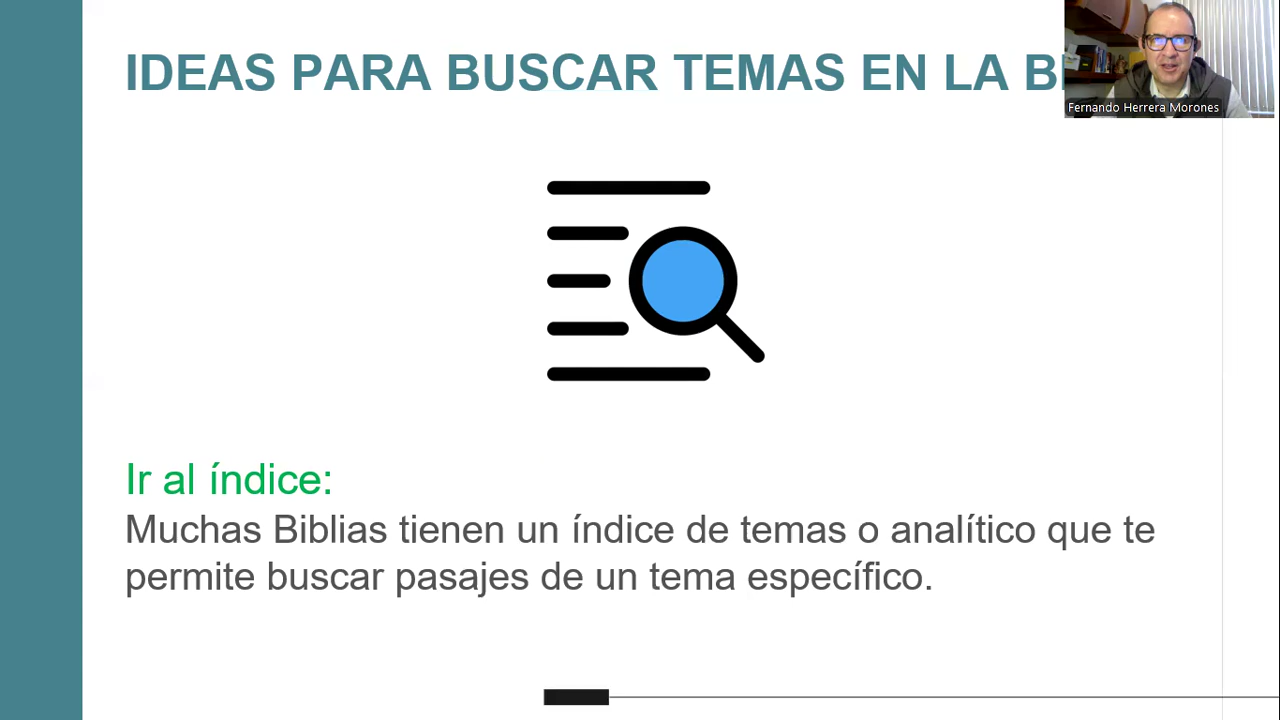 IDEAS PARA BUSCAR TEMAS EN LA
Fernando Herrera Morones
Ir al índice:
Muchas Biblias tienen un índice de temas o analítico que te
permite buscar pasajes de un tema específico.